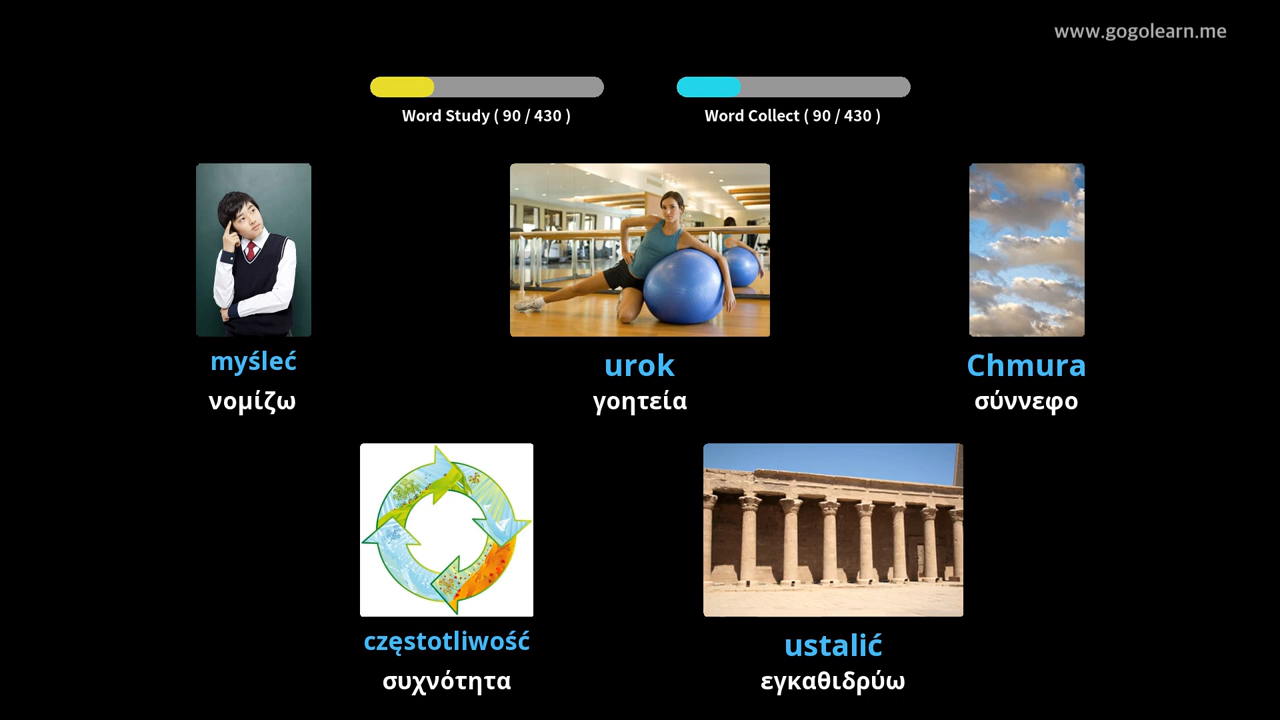 www.gogolearn.me
Word Study ( 90 / 430 )
Word Collect ( 90 / 430 )
myśleć
νομίζω
urok
γοητεία
Chmura
σύννεφο
częstotliwość
συχνότητα
ustalić
εγκαθιδρύω